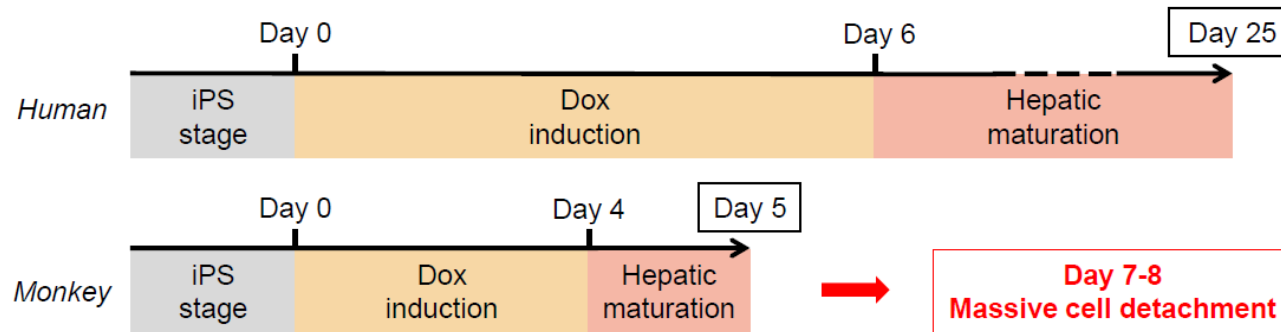 Day 0
Day 6
Day 25
Human
iPS
stage
Dox
induction
Hepatic
maturation
Day 0
Day 4
Day 5
Monkey
iPS
stage
Dox
induction
Hepatic
maturation
Day 7-8
Massive cell detachment